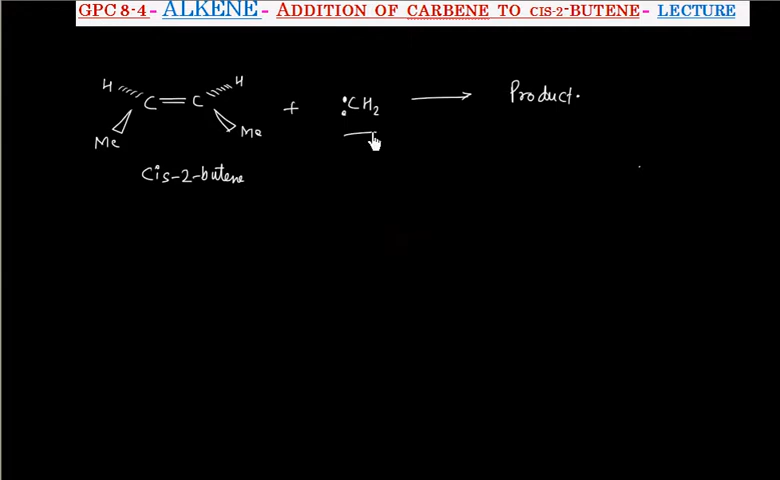 GPC 8-4- ALKENE- ADDITION OF CARBENE TO CIS-2-BUTENE- LECTURE
H H
C=C + :CH2 → Product.
Me Me
Cis-2-butene